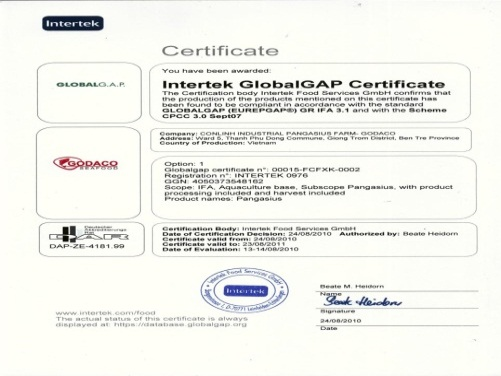 Intertek
Certificate
GLOBALG.A.P.
You have been awarded:
Intertek GlobalGAP Certificate
The Certification body Intertek Food Services GmbH confirms that
the production of the products mentioned on this certificate has
been found to be compliant in accordance with the standard
GLOBALGAP (EUREPGAP®) GR IFA 3.1 and with the Scheme
CPCC 3.0 Sept07
GODACO
SEAFOOD
Company: CONLINH INDUSTRIAL PANGASIUS FARM- GODACO
Address: Ward 5, Thanh Phu Dong Commune, Giong Trom District, Ben Tre Province
Country of Production: Vietnam
Option: 1
Globalgap certificate n°: 00015-FCFXK-0002
Registration n°: INTERTEK 0976
GGN: 4050373548162
Scope: IFA, Aquaculture base, Subscope Pangasius, with product
processing included and harvest included
Product names: Pangasius
Deutscher
Akkreditierungs
Rat
DAR
DAP-ZE-4181.99
Certification Body: Intertek Food Services GmbH
Date of Certification Decision: 24/08/2010 Authorized by: Beate Heidorn
Certificate valid from: 24/08/2010
Certificate valid to: 23/08/2011
Date of Evaluation: 13-14/08/2010
Intertek Food Services GmbH
Intertek
Beate M. Heidorn
Name
Signature
24/08/2010
Date
www.intertek.com/food
The actual status of this certificate is always
displayed at: https://database.globalgap.org